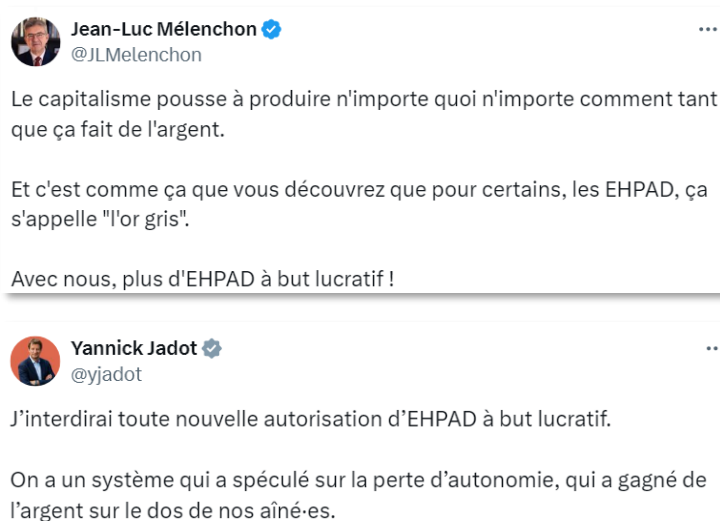 Jean-Luc Mélenchon
@JLMelenchon
Le capitalisme pousse à produire n'importe quoi n'importe comment tant
que ça fait de l'argent.
Et c'est comme ça que vous découvrez que pour certains, les EHPAD, ça
s'appelle "l'or gris".
Avec nous, plus d'EHPAD à but lucratif !
Yannick Jadot
@yjadot
J’interdirai toute nouvelle autorisation d’EHPAD à but lucratif.
On a un système qui a spéculé sur la perte d’autonomie, qui a gagné de
l’argent sur le dos de nos aîné·es.